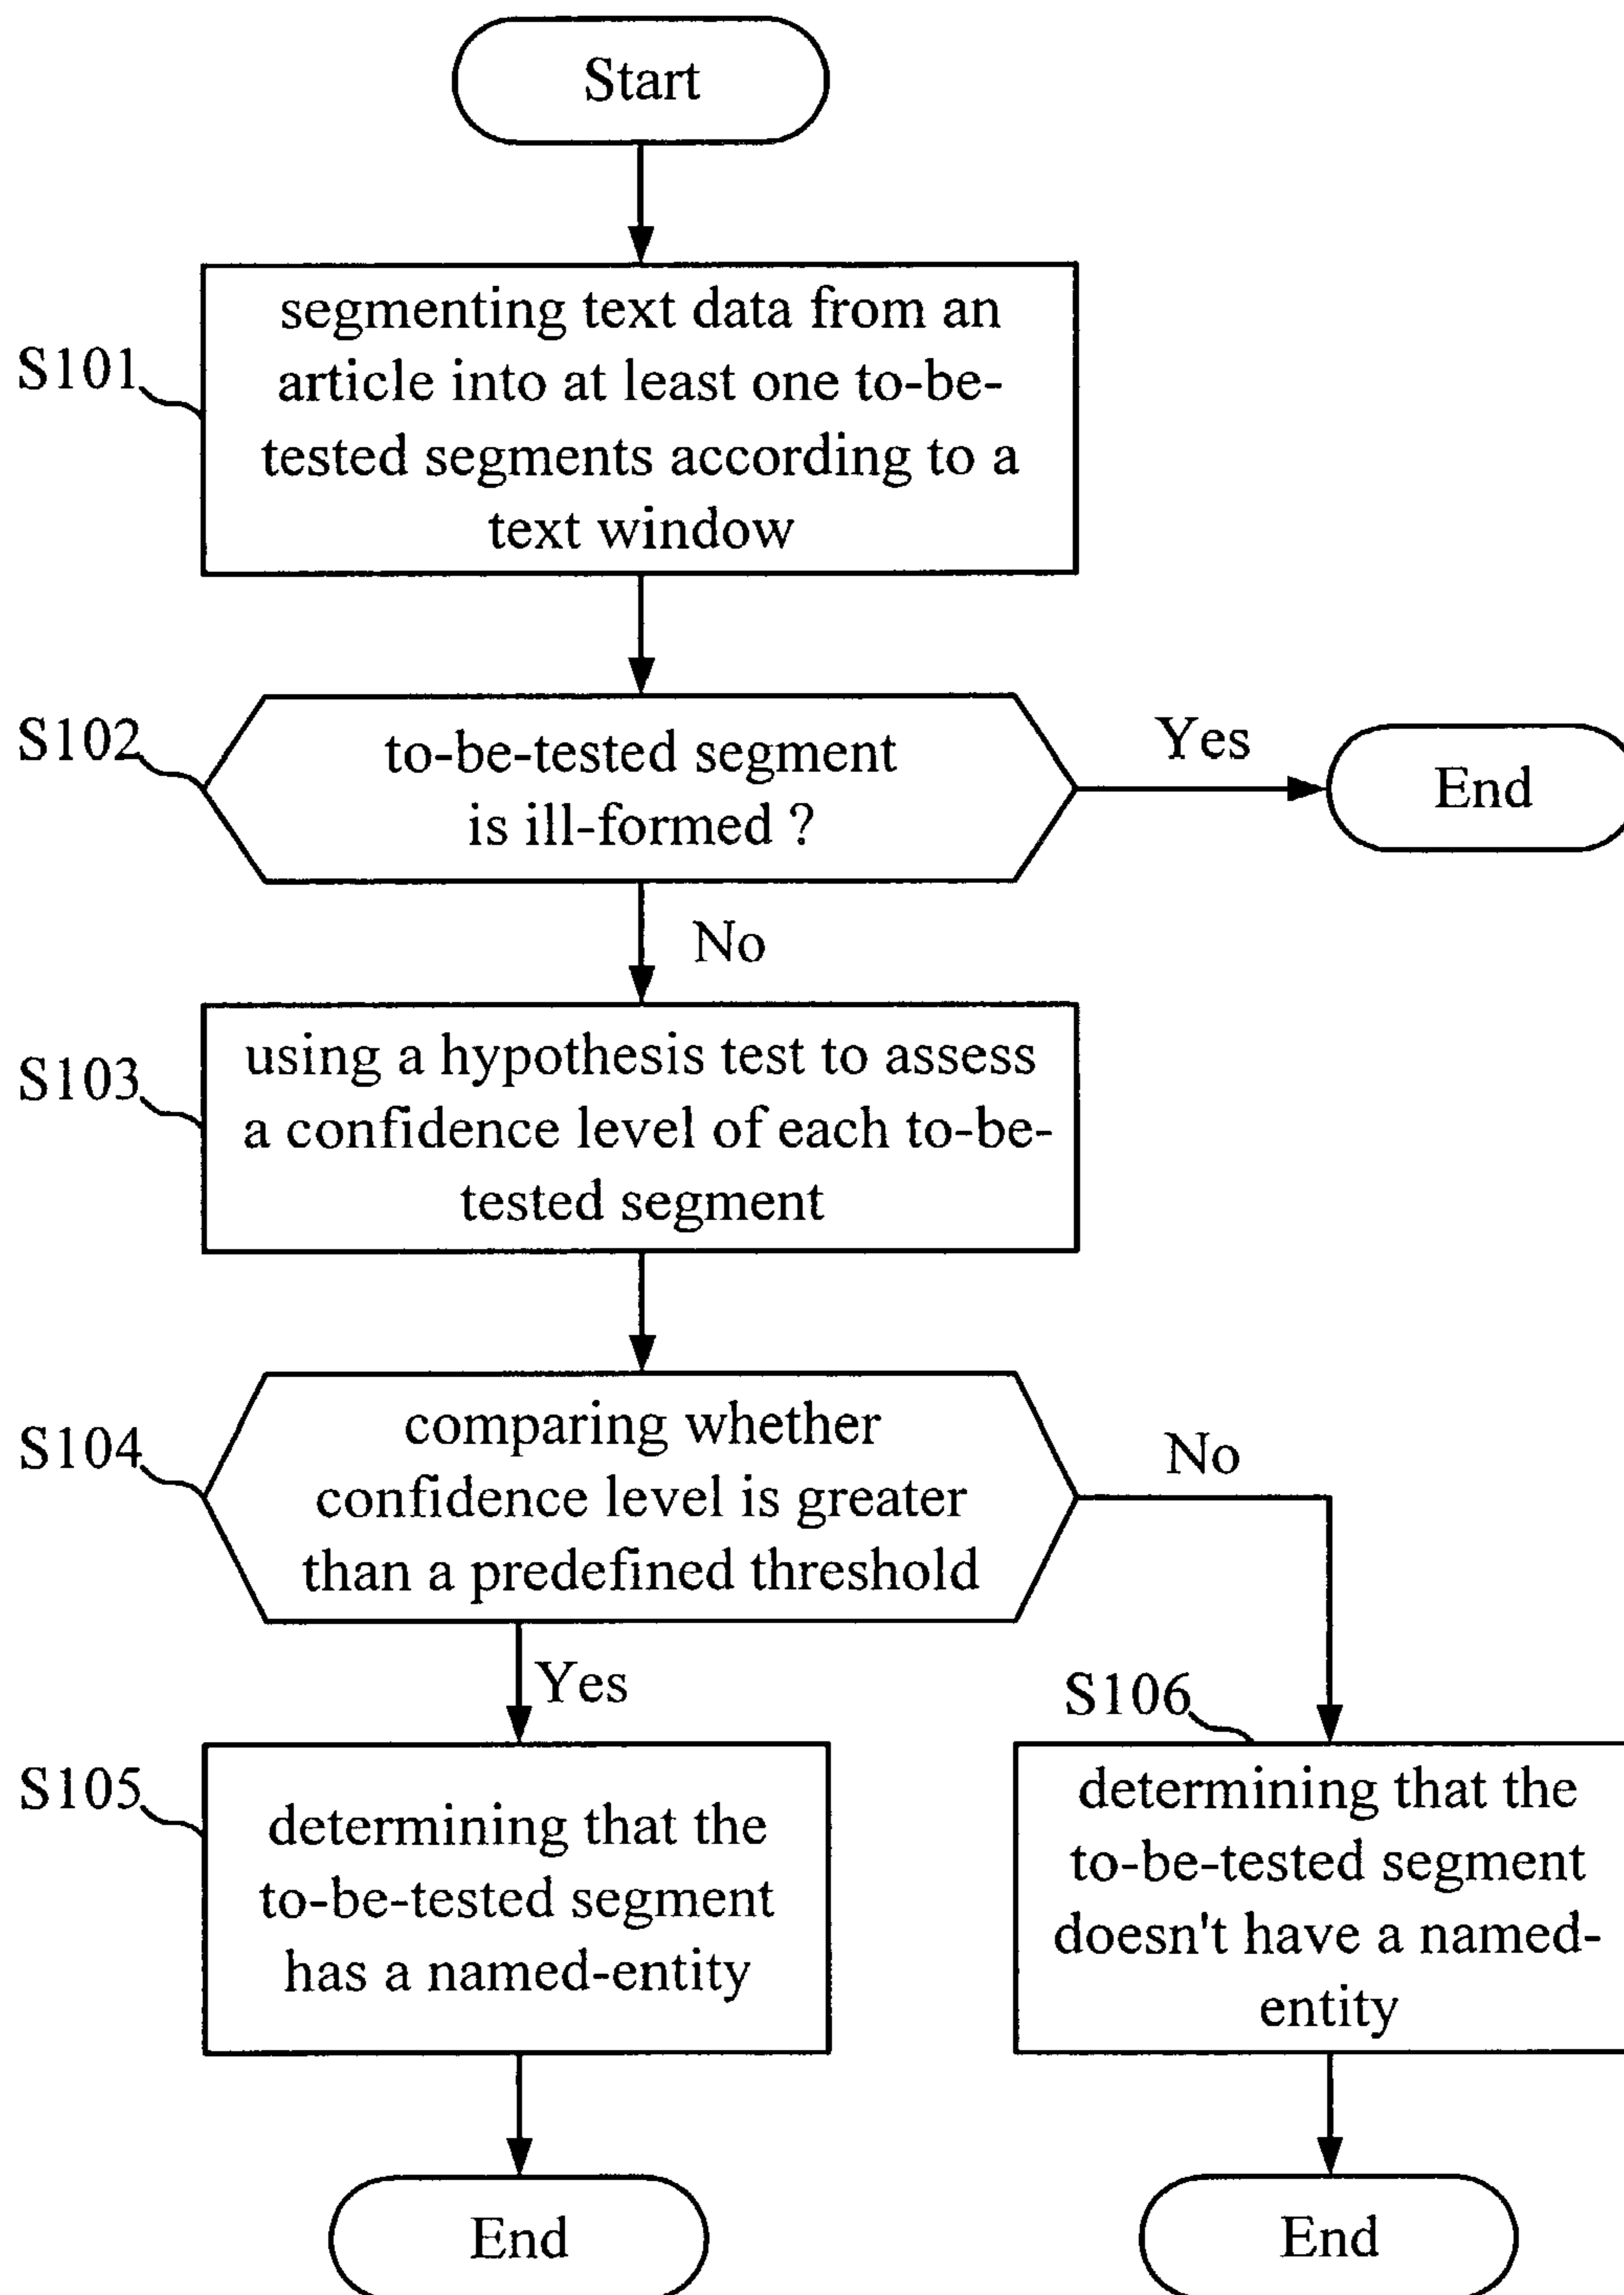 Start
S101
segmenting text data from an
article into at least one to-be-
tested segments according to a
text window
S102
to-be-tested segment
is ill-formed ?
Yes
End
No
S103
using a hypothesis test to assess
a confidence level of each to-be-
tested segment
S104
comparing whether
confidence level is greater
than a predefined threshold
No
Yes
S105
determining that the
to-be-tested segment
has a named-entity
S106
determining that the
to-be-tested segment
doesn't have a named-
entity
End
End